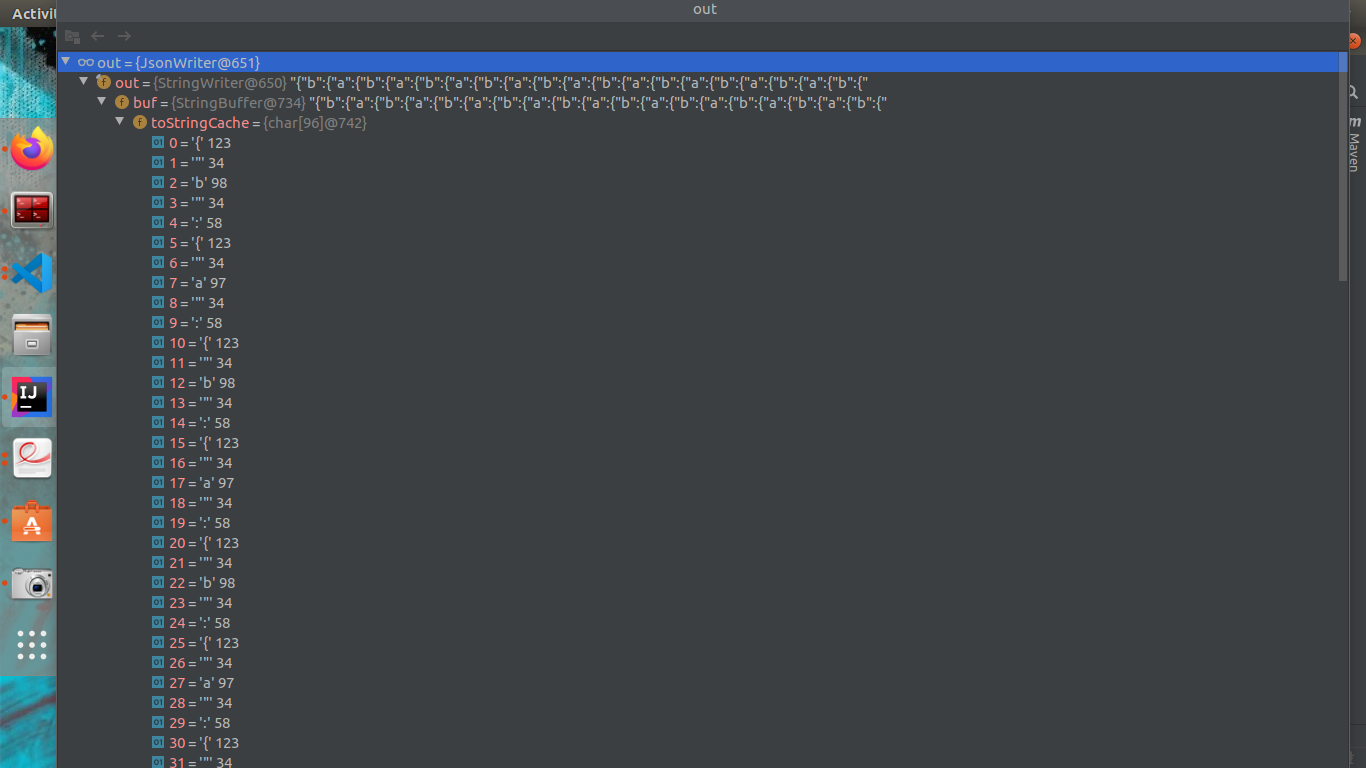 Activit
out
out = {JsonWriter@651}
out = {StringWriter@650} "{"b":{"a":{"b":{"a":{"b":{"a":{"b":{"a":{"b":{"a":{"b":{"a":{"b":{"a":{"b":{"a":{"b":{"a":{"b":{"
buf = {StringBuffer@734} "{"b":{"a":{"b":{"a":{"b":{"a":{"b":{"a":{"b":{"a":{"b":{"a":{"b":{"a":{"b":{"a":{"b":{"a":{"b":{"
toStringCache = {char[96]@742}
0 = '{' 123
1 = '"' 34
2 = 'b' 98
3 = '"' 34
4 = ':' 58
5 = '{' 123
6 = '"' 34
7 = 'a' 97
8 = '"' 34
9 = ':' 58
10 = '{' 123
11 = '"' 34
12 = 'b' 98
13 = '"' 34
14 = ':' 58
15 = '{' 123
16 = '"' 34
17 = 'a' 97
18 = '"' 34
19 = ':' 58
20 = '{' 123
21 = '"' 34
22 = 'b' 98
23 = '"' 34
24 = ':' 58
25 = '{' 123
26 = '"' 34
27 = 'a' 97
28 = '"' 34
29 = ':' 58
30 = '{' 123
31 = '"' 34
IJ
m Maven